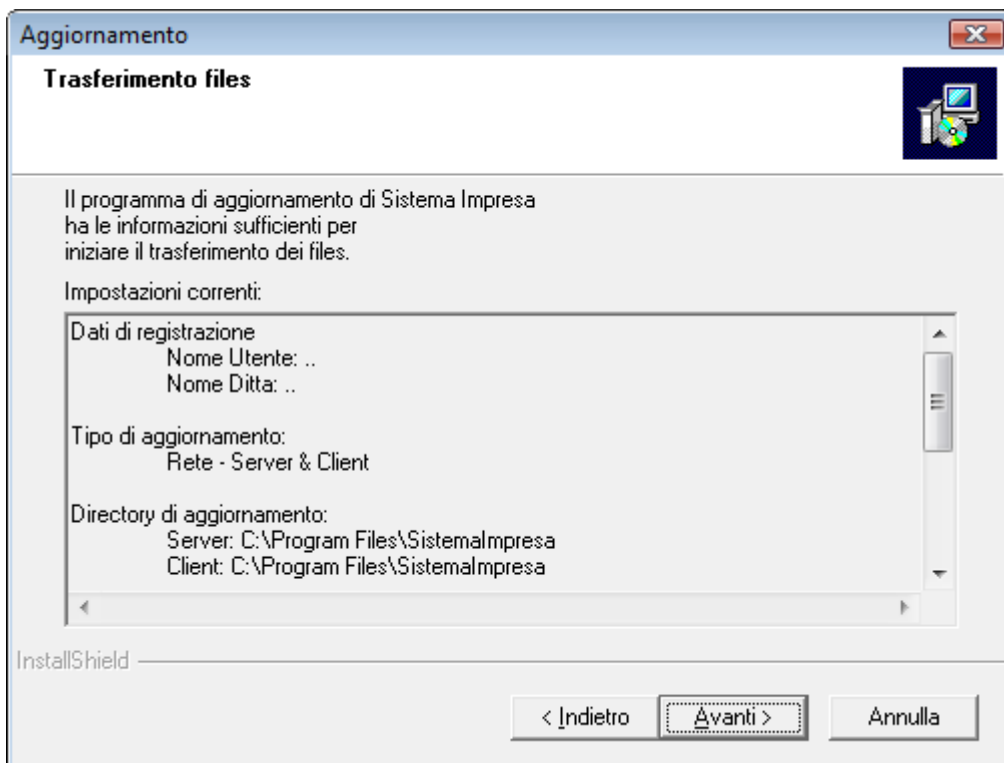 Aggiornamento
Trasferimento files
Il programma di aggiornamento di Sistema Impresa
ha le informazioni sufficienti per
iniziare il trasferimento dei files.
Impostazioni correnti:
Dati di registrazione
Nome Utente: ..
Nome Ditta: ..
Tipo di aggiornamento:
Rete - Server & Client
Directory di aggiornamento:
Server: C:\Program Files\SistemaImpresa
Client: C:\Program Files\SistemaImpresa
InstallShield
< Indietro
Avanti >
Annulla